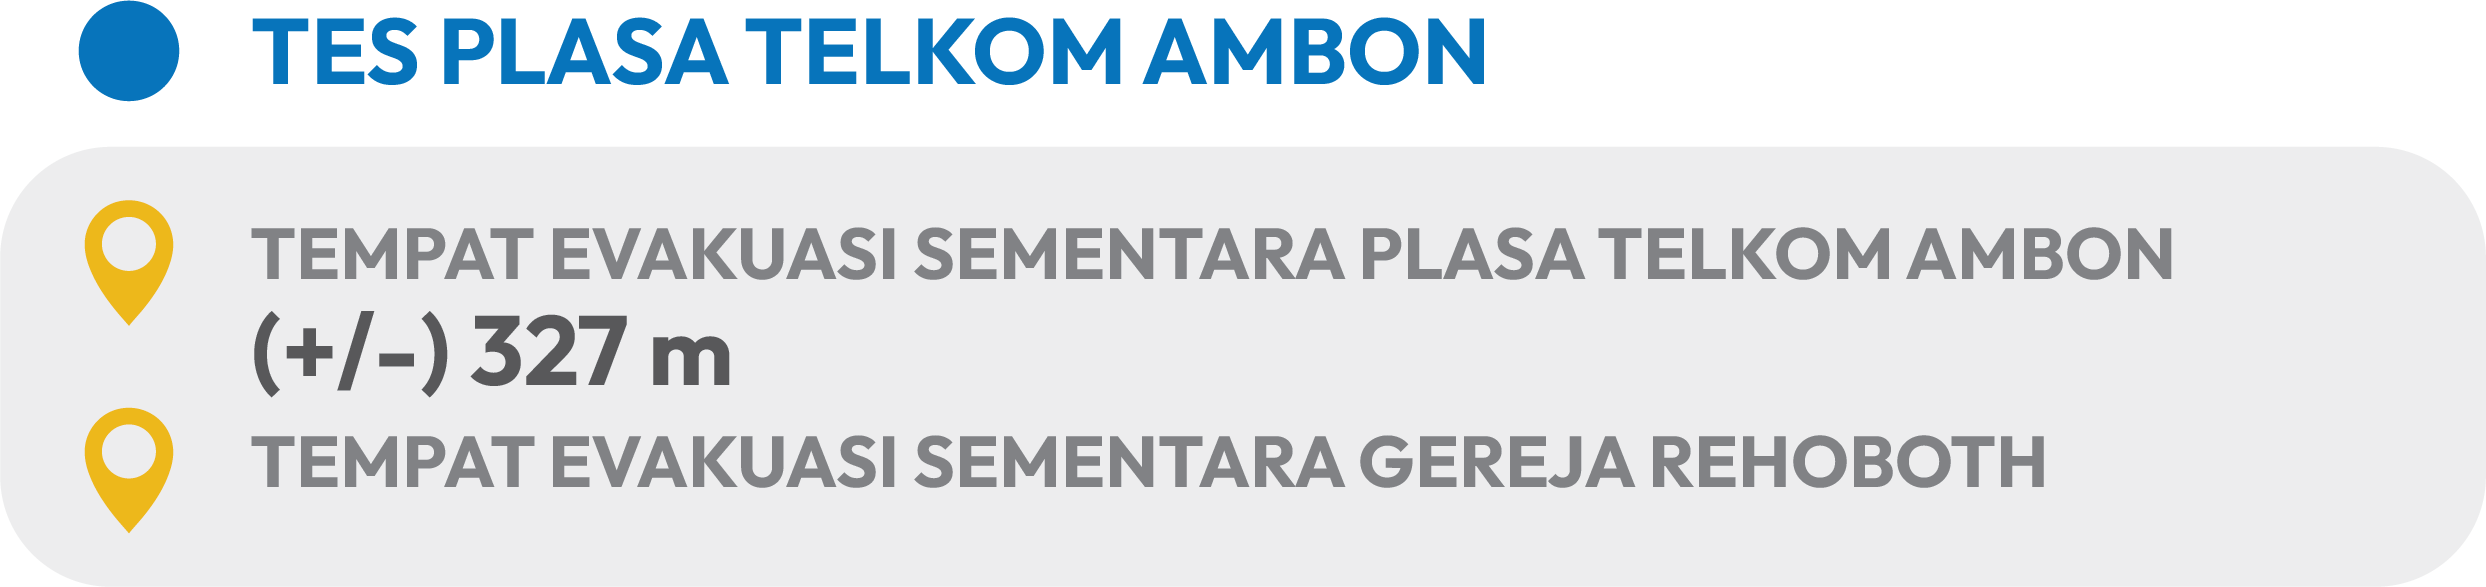 TES PLASA TELKOM AMBON
TEMPAT EVAKUASI SEMENTARA PLASA TELKOM AMBON
(+/-) 327 m
TEMPAT EVAKUASI SEMENTARA GEREJA REHOBOTH